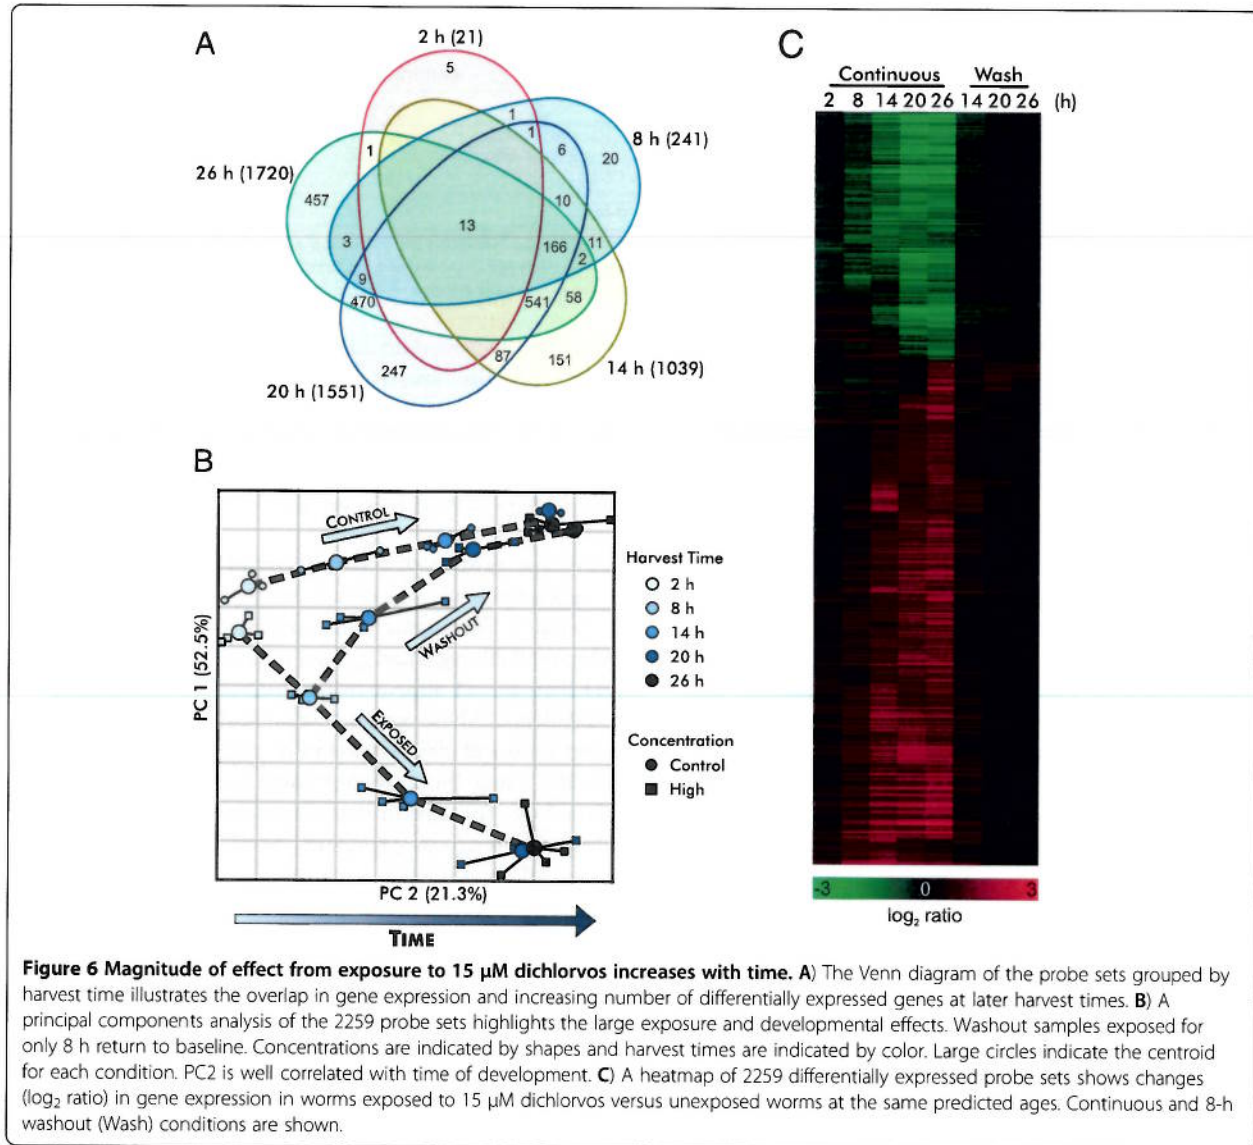 A
2 h (21)
5
1
1
8 h (241)
6
20
1
26 h (1720)
457
10
13
3
166
11
2
9
470
541
58
87
151
247
14 h (1039)
20 h (1551)
B
CONTROL
WASHOUT
EXPOSED
PC 1 (52.5%)
PC 2 (21.3%)
TIME
Harvest Time
2 h
8 h
14 h
20 h
26 h
Concentration
Control
High
C
Continuous Wash
2 8 14 20 26 14 20 26 (h)
-3 0 3
log₂ ratio
Figure 6 Magnitude of effect from exposure to 15 μM dichlorvos increases with time. A) The Venn diagram of the probe sets grouped by
harvest time illustrates the overlap in gene expression and increasing number of differentially expressed genes at later harvest times. B) A
principal components analysis of the 2259 probe sets highlights the large exposure and developmental effects. Washout samples exposed for
only 8 h return to baseline. Concentrations are indicated by shapes and harvest times are indicated by color. Large circles indicate the centroid
for each condition. PC2 is well correlated with time of development. C) A heatmap of 2259 differentially expressed probe sets shows changes
(log₂ ratio) in gene expression in worms exposed to 15 μM dichlorvos versus unexposed worms at the same predicted ages. Continuous and 8-h
washout (Wash) conditions are shown.